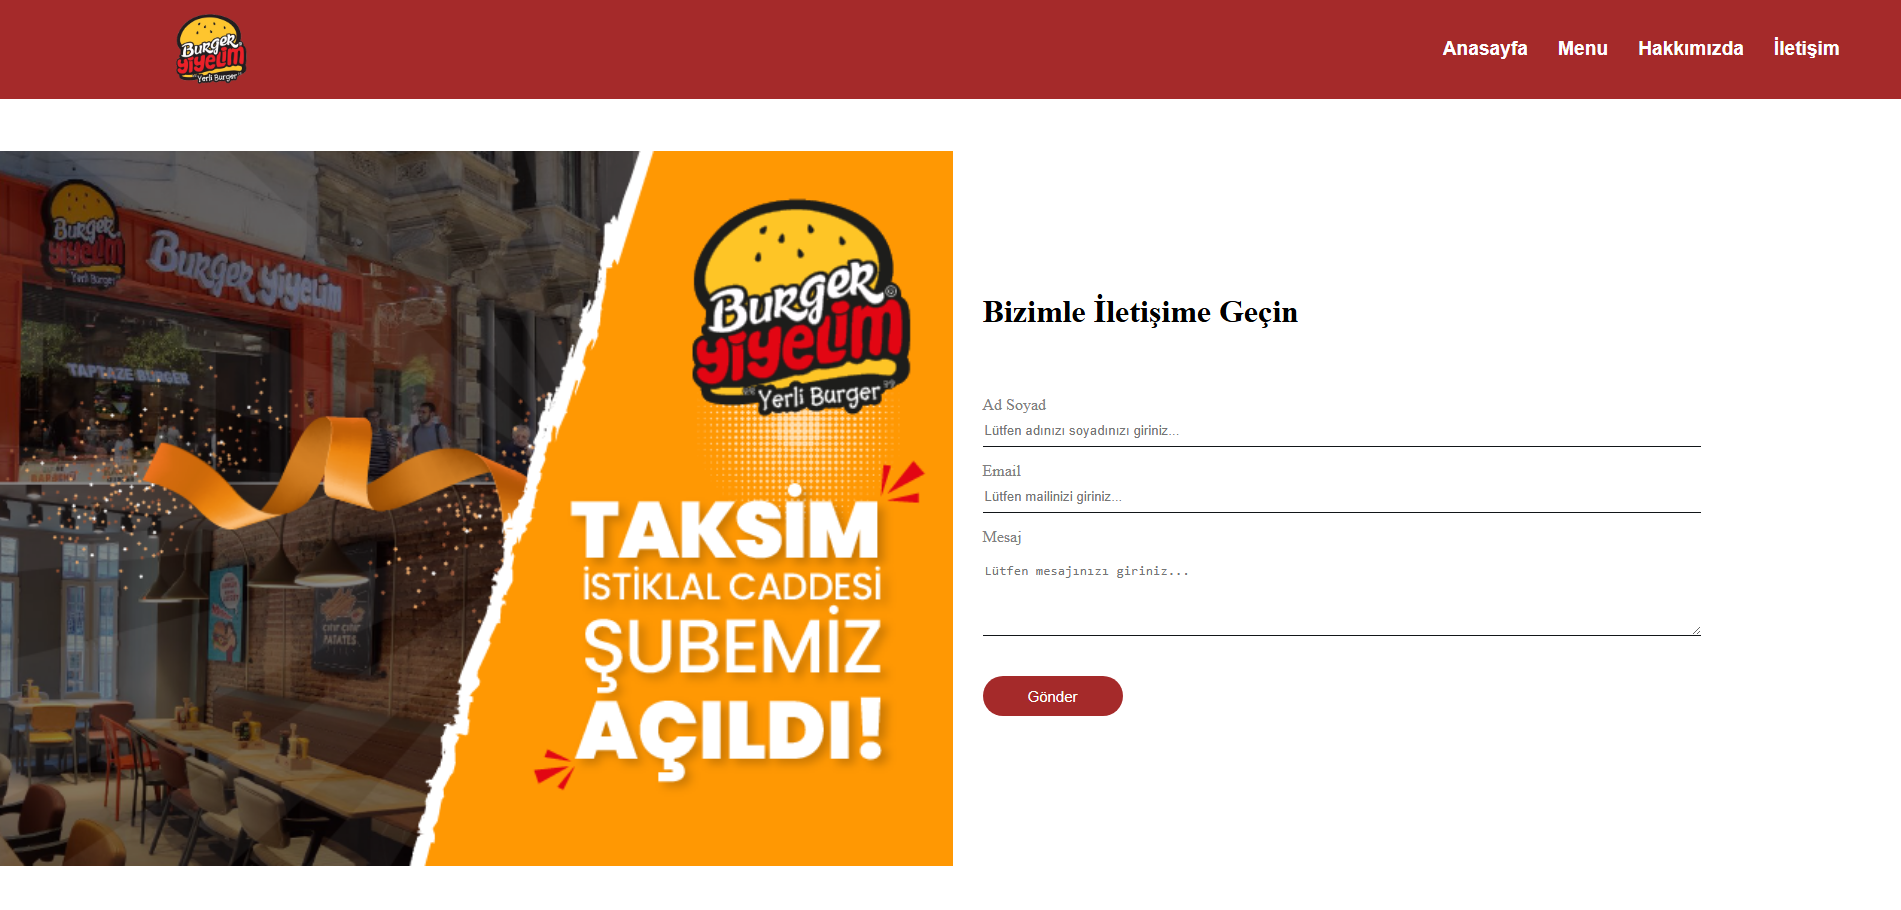 Burger
yiyelim
Yerli Burger
Anasayfa
Menu
Hakkımızda
İletişim
Burger
yiyelim
Yerli Burger
Burger yiyelim
TAPTAZE BURGER
ÇITIR ÇITIR
PATATES
Burger
yiyelim
Yerli Burger
TAKSİM
İSTİKLAL CADDESİ
ŞUBEMİZ
AÇILDI!
Bizimle İletişime Geçin
Ad Soyad
Lütfen adınızı soyadınızı giriniz...
Email
Lütfen mailinizi giriniz...
Mesaj
Lütfen mesajınızı giriniz...
Gönder